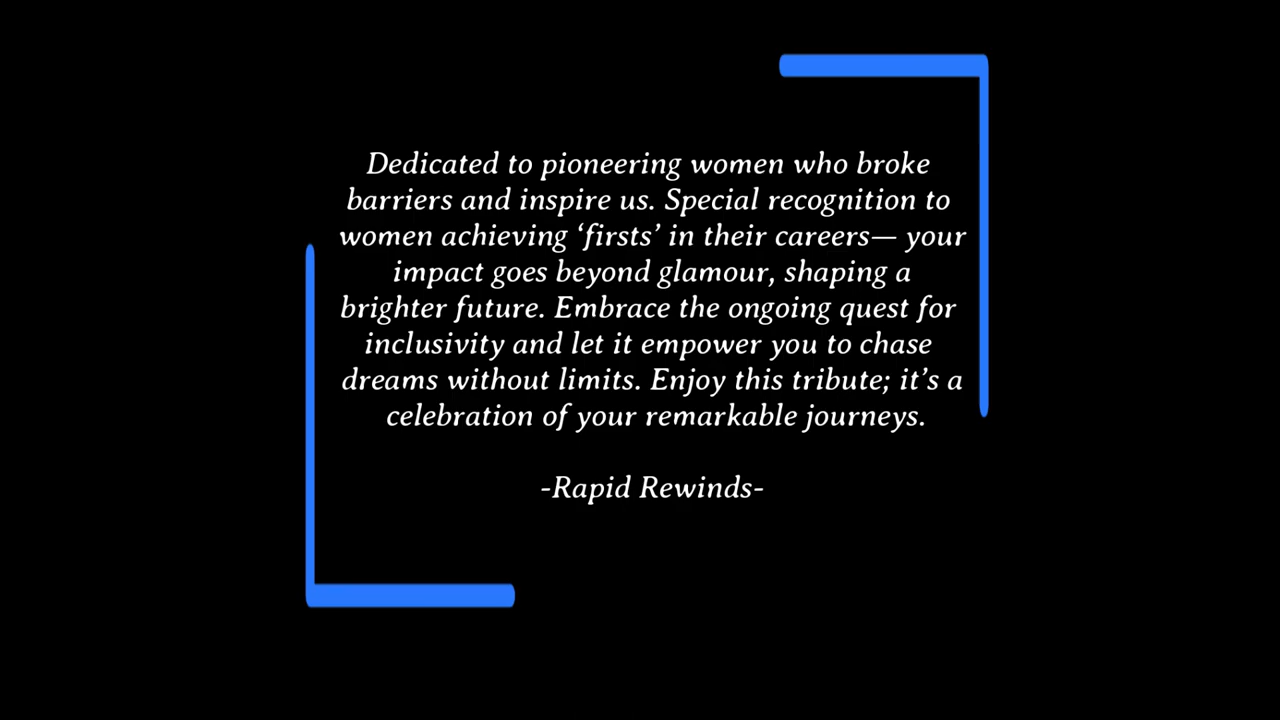 Dedicated to pioneering women who broke
barriers and inspire us. Special recognition to
women achieving ‘firsts’ in their careers— your
impact goes beyond glamour, shaping a
brighter future. Embrace the ongoing quest for
inclusivity and let it empower you to chase
dreams without limits. Enjoy this tribute; it’s a
celebration of your remarkable journeys.
-Rapid Rewinds-